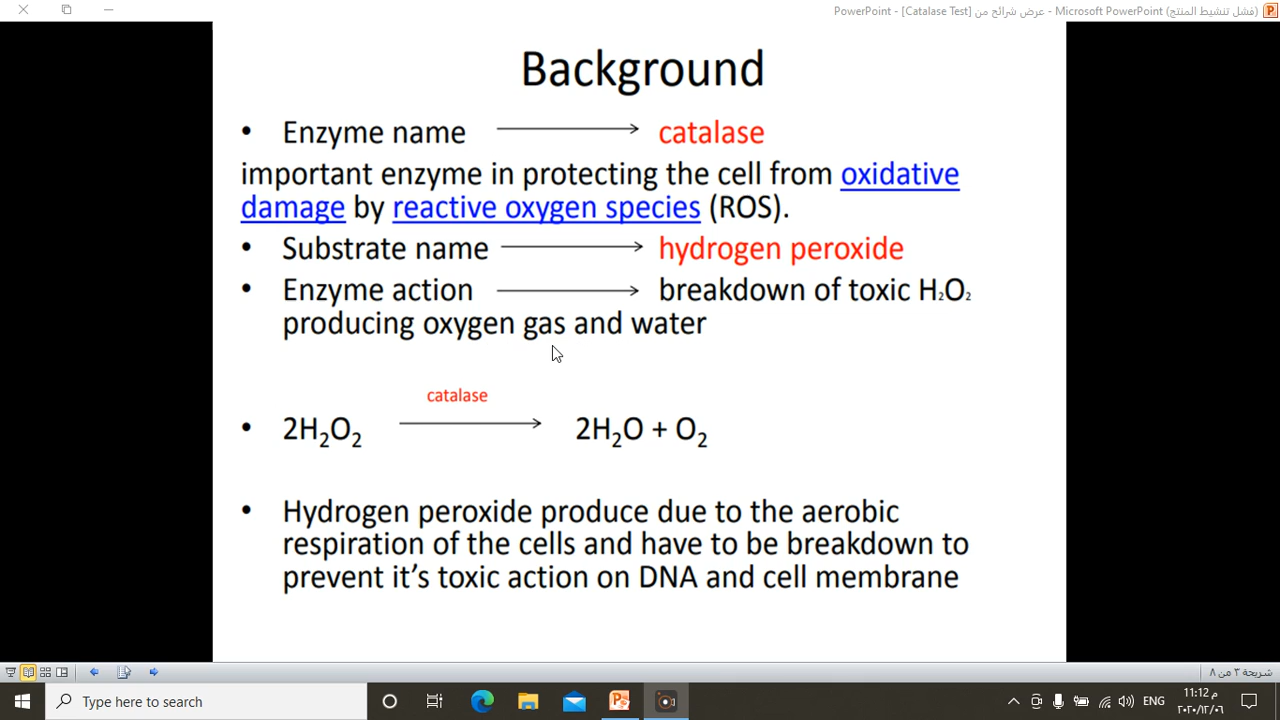 PowerPoint - [Catalase Test] عرض شرائح من - Microsoft PowerPoint (فشل تنشيط المنتج)
Background
• Enzyme name → catalase
important enzyme in protecting the cell from oxidative
damage by reactive oxygen species (ROS).
• Substrate name → hydrogen peroxide
• Enzyme action → breakdown of toxic H₂O₂
producing oxygen gas and water
catalase
• 2H₂O₂ → 2H₂O + O₂
• Hydrogen peroxide produce due to the aerobic
respiration of the cells and have to be breakdown to
prevent it's toxic action on DNA and cell membrane
شريحة ٣ من ٨
Type here to search
ENG
م 11:12
٢٠٢٠/١٢/٠٦